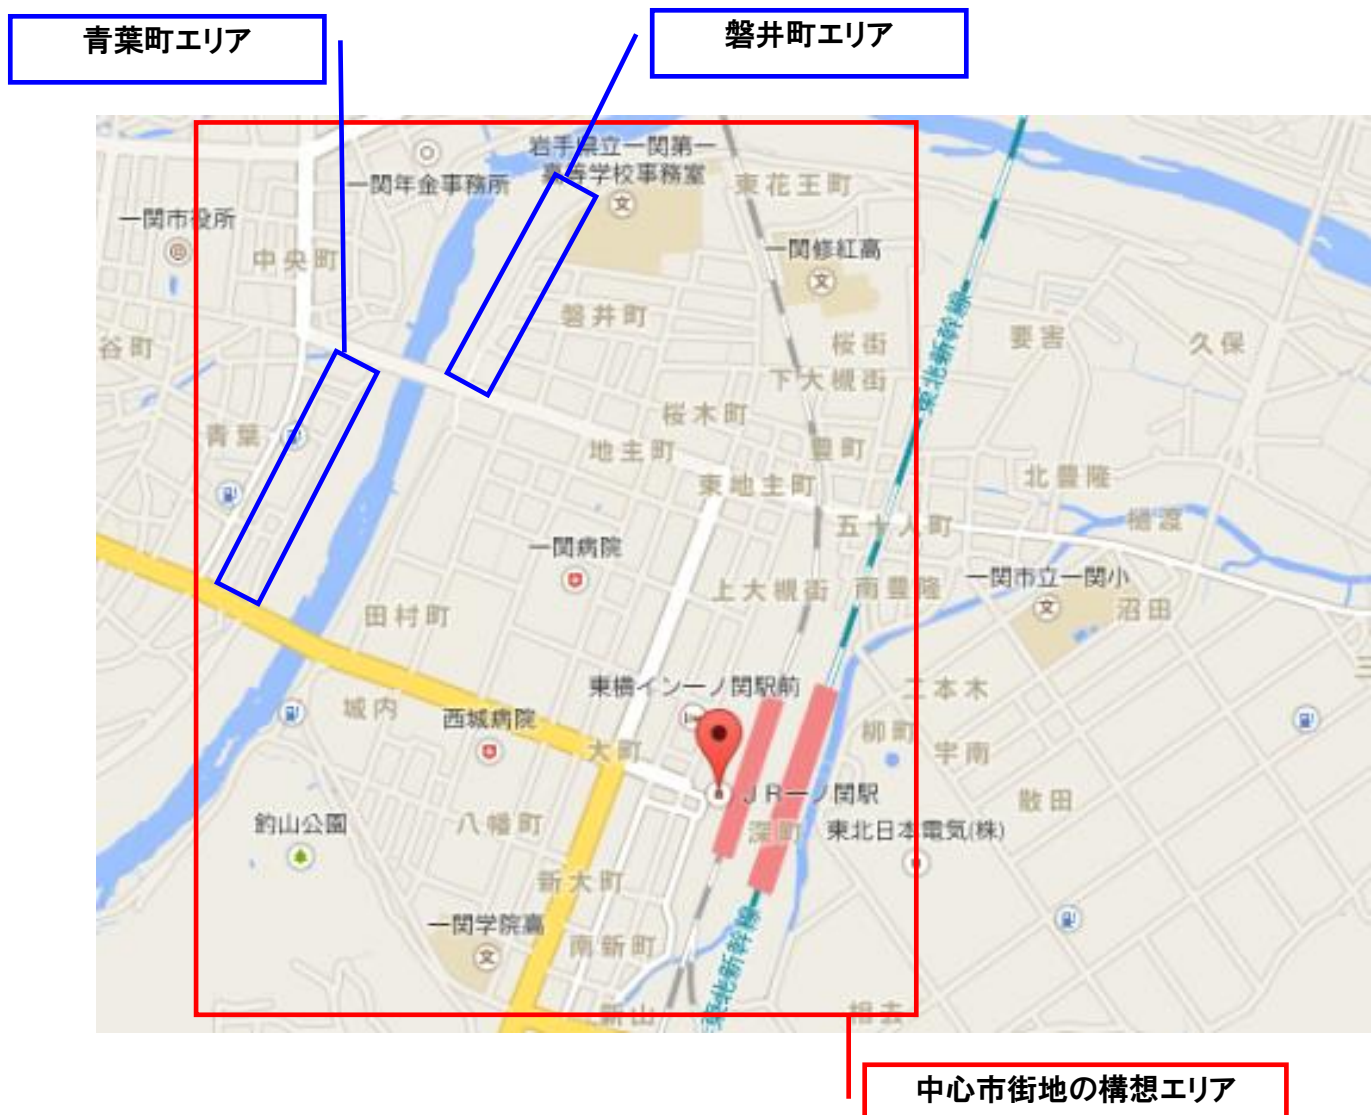 青葉町エリア
磐井町エリア
岩手県立一関第一
高等学校事務室
一関年金事務所
東花王町
一関市役所
中央町
一関修紅高
磐井町
谷町
桜街
要害
久保
下大槻街
東北新幹線
桜木町
青葉
地主町
豊町
東地主町
北豊隆
樋渡
五十人町
一関病院
一関市立一関小
上大槻街
南豊隆
沼田
田村町
三
東横イン一ノ関駅前
二本木
城内
西城病院
柳町
宇南
大町
JR一ノ関駅
散田
釣山公園
八幡町
深町
東北日本電気(株)
新大町
一関学院高
南新町
東北新幹線
新山
相去
中心市街地の構想エリア